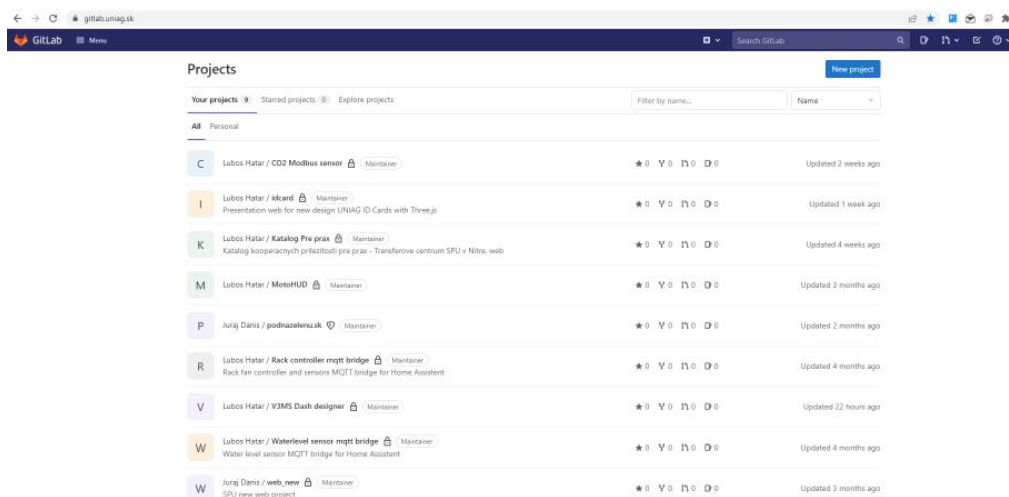 gitlab.uniag.sk
GitLab Menu Search GitLab
Projects New project
Your projects 9 Starred projects 0 Explore projects Filter by name... Name
All Personal
C Lubos Hatar / CO2 Modbus sensor Maintainer 0 0 0 0 Updated 2 weeks ago
I Lubos Hatar / idcard Maintainer 0 0 0 0 Updated 1 week ago
Presentation web for new design UNIAG ID Cards with Three.js
K Lubos Hatar / Katalog Pre prax Maintainer 0 0 0 0 Updated 4 weeks ago
Katalog kooperacnych prilezitosti pre prax - Transferove centrum SPU v Nitre, web
M Lubos Hatar / MotoHUD Maintainer 0 0 0 0 Updated 3 months ago
P Juraj Danis / podnazelenu.sk Maintainer 0 0 0 0 Updated 2 months ago
R Lubos Hatar / Rack controller mqtt bridge Maintainer 0 0 0 0 Updated 4 months ago
Rack fan controller and sensors MQTT bridge for Home Assistent
V Lubos Hatar / V3MS Dash designer Maintainer 0 0 0 0 Updated 22 hours ago
W Lubos Hatar / Waterlevel sensor mqtt bridge Maintainer 0 0 0 0 Updated 4 months ago
Water level sensor MQTT bridge for Home Assistent
W Juraj Danis / web_new Maintainer 0 0 0 0 Updated 3 months ago
SPU new web project